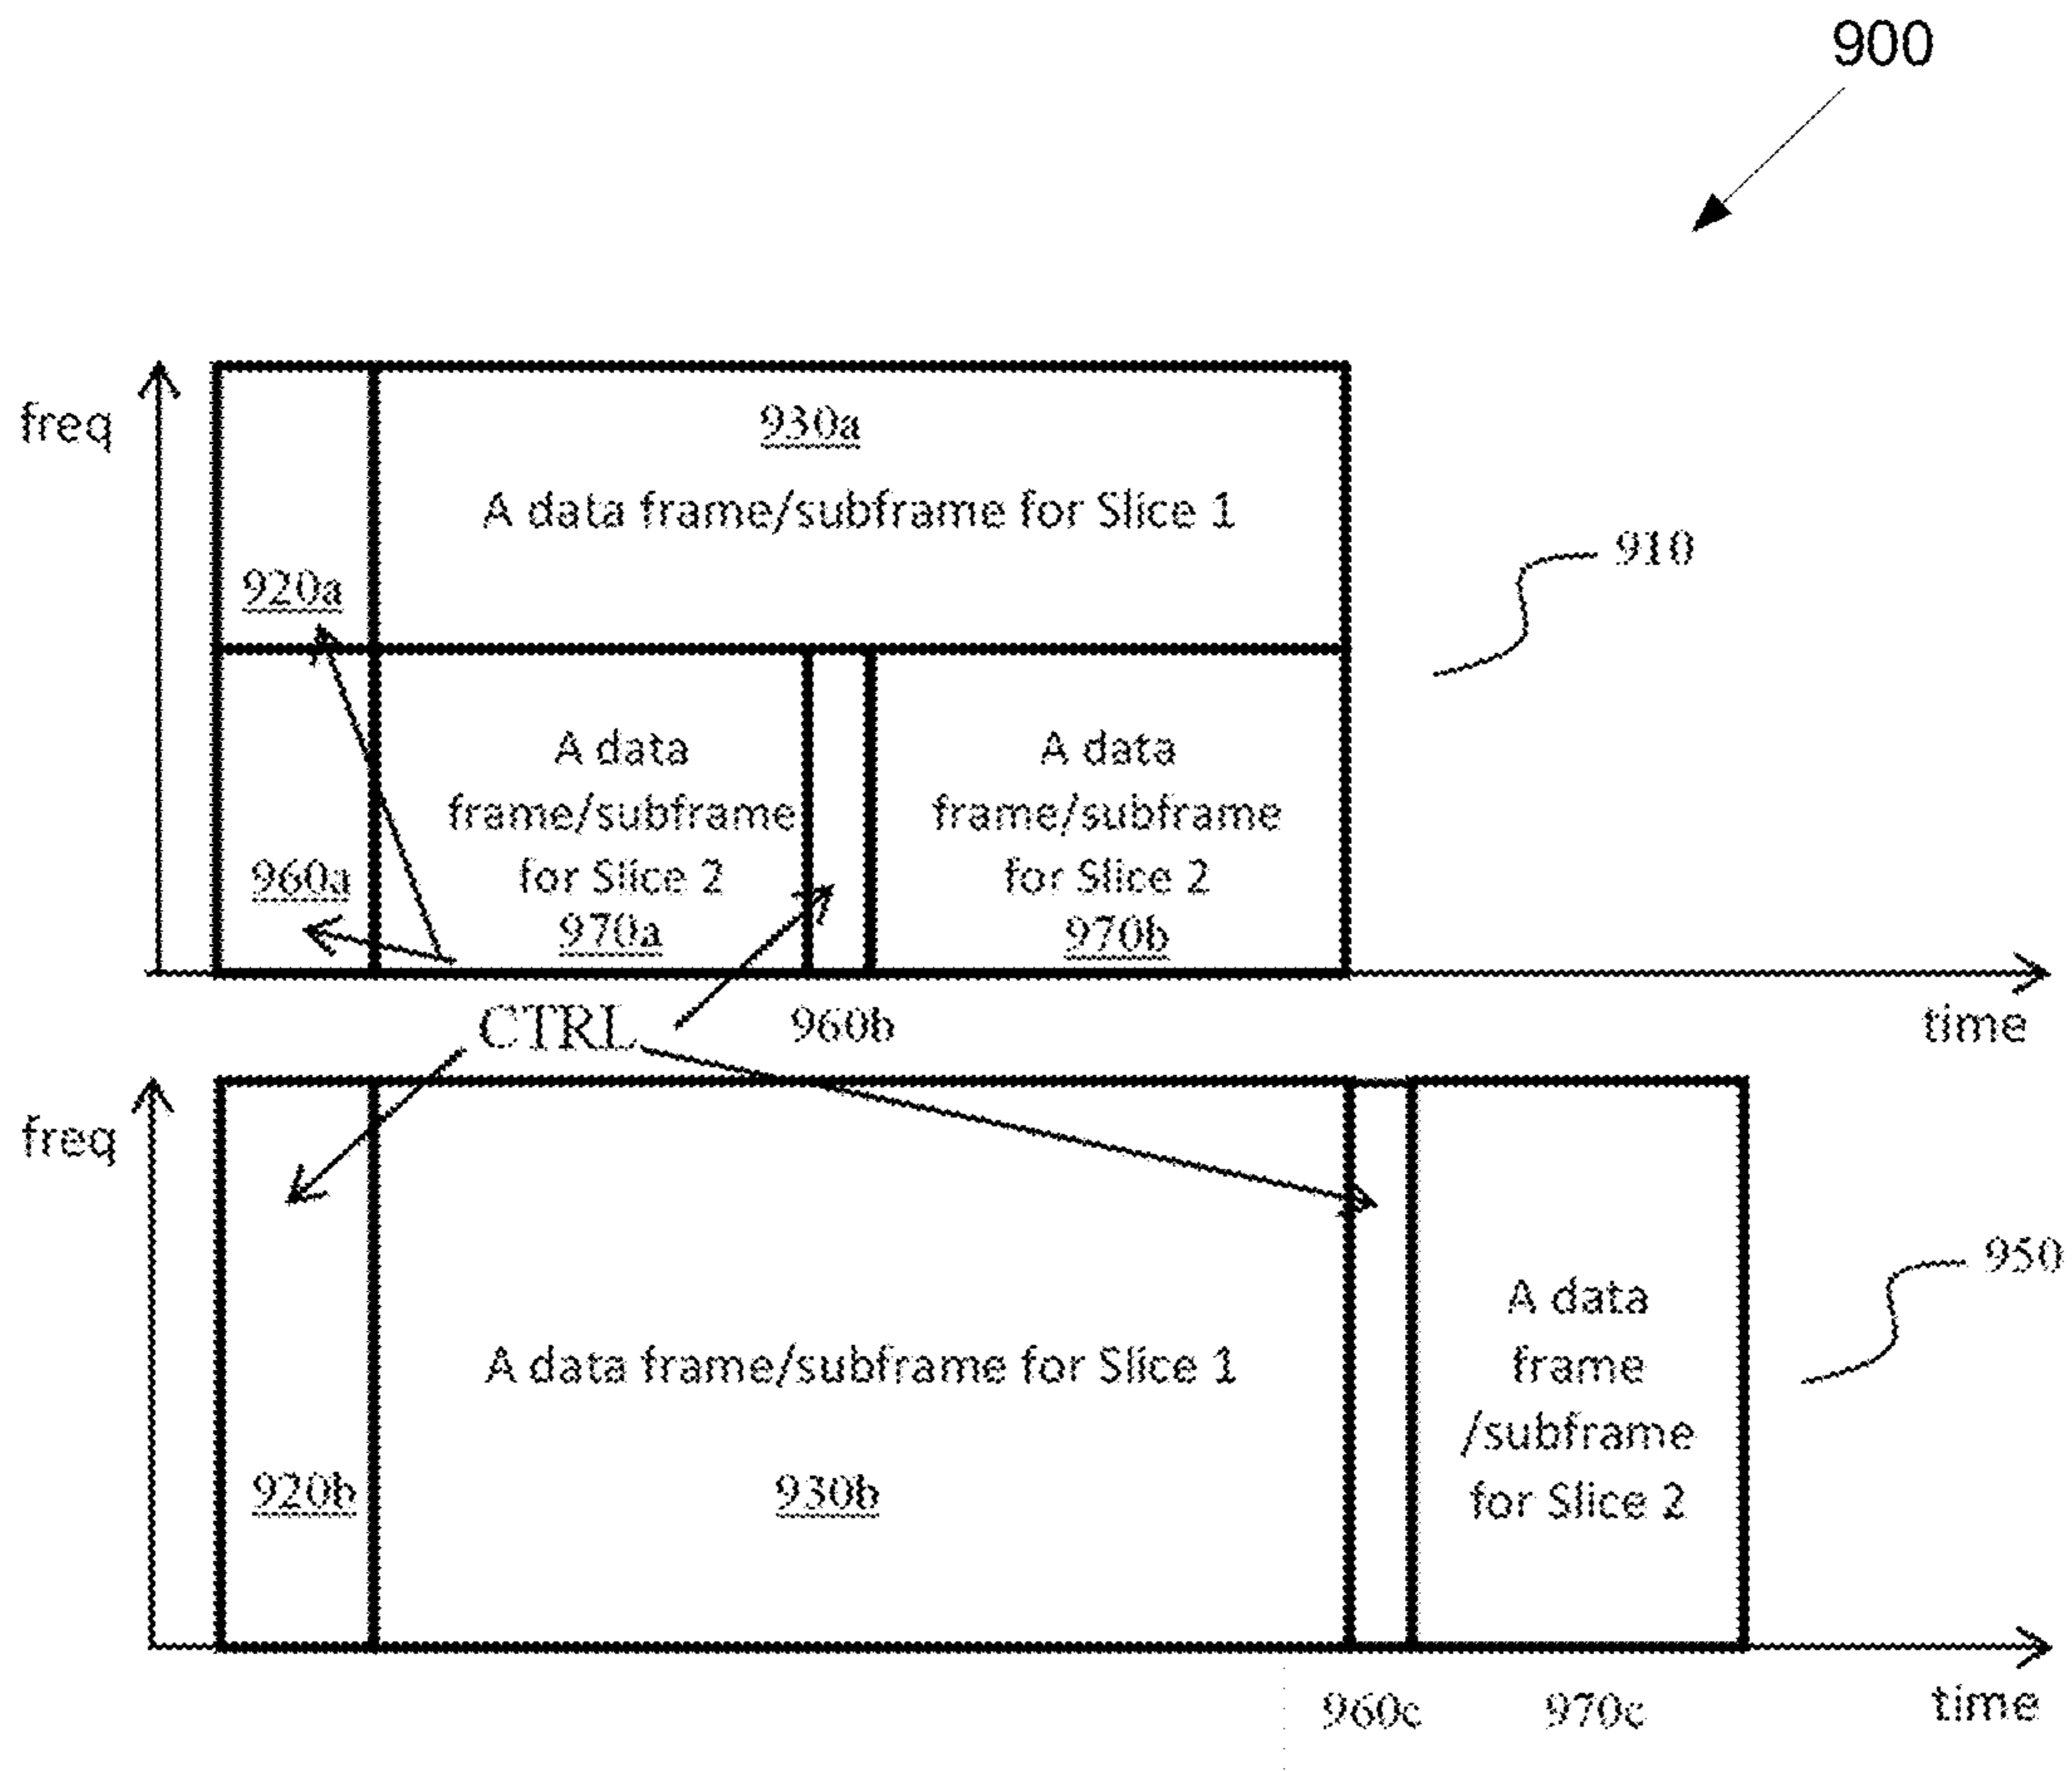 900
freq
930a
A data frame/subframe for Slice 1
910
920a
A data
frame/subframe
for Slice 2
970a
A data
frame/subframe
for Slice 2
970b
960a
time
CTRL
960b
freq
950
A data frame/subframe for Slice 1
A data
frame
/subframe
for Slice 2
920b
930b
960c
970c
time